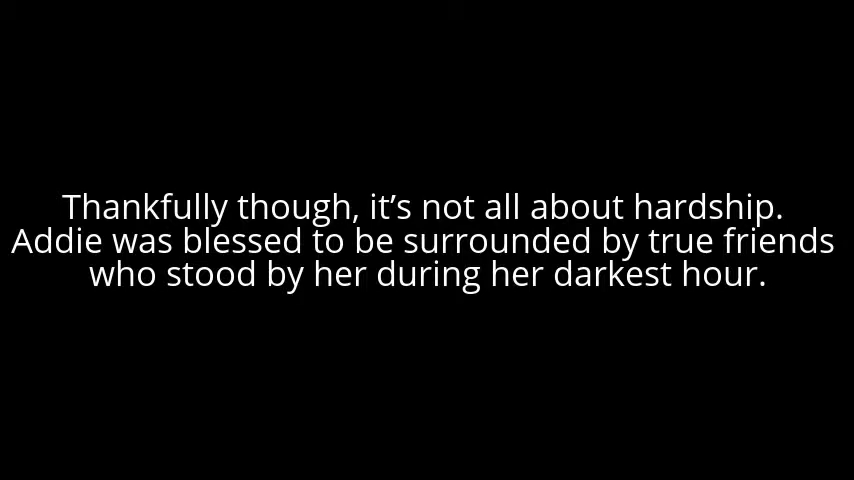 Thankfully though, it’s not all about hardship.
Addie was blessed to be surrounded by true friends
who stood by her during her darkest hour.